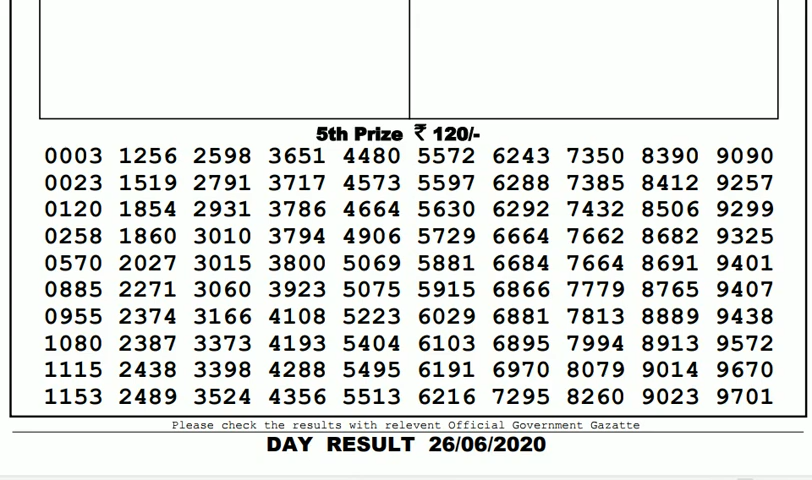 5th Prize ₹ 120/-
0003 1256 2598 3651 4480 5572 6243 7350 8390 9090
0023 1519 2791 3717 4573 5597 6288 7385 8412 9257
0120 1854 2931 3786 4664 5630 6292 7432 8506 9299
0258 1860 3010 3794 4906 5729 6664 7662 8682 9325
0570 2027 3015 3800 5069 5881 6684 7664 8691 9401
0885 2271 3060 3923 5075 5915 6866 7779 8765 9407
0955 2374 3166 4108 5223 6029 6881 7813 8889 9438
1080 2387 3373 4193 5404 6103 6895 7994 8913 9572
1115 2438 3398 4288 5495 6191 6970 8079 9014 9670
1153 2489 3524 4356 5513 6216 7295 8260 9023 9701
Please check the results with relevent Official Government Gazatte
DAY RESULT 26/06/2020